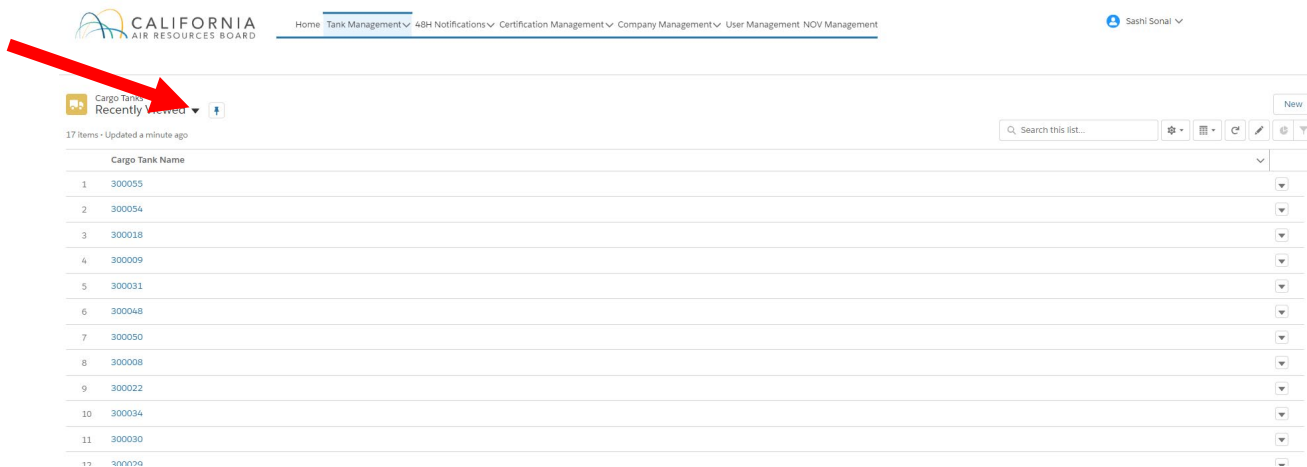 CALIFORNIA
AIR RESOURCES BOARD
Home Tank Management 48H Notifications Certification Management Company Management User Management NOV Management
Sashi Sonal
Cargo Tanks
Recently Viewed
New
17 items • Updated a minute ago
Search this list...
Cargo Tank Name
1 300055
2 300054
3 300018
4 300009
5 300031
6 300048
7 300050
8 300008
9 300022
10 300034
11 300030
12 300029